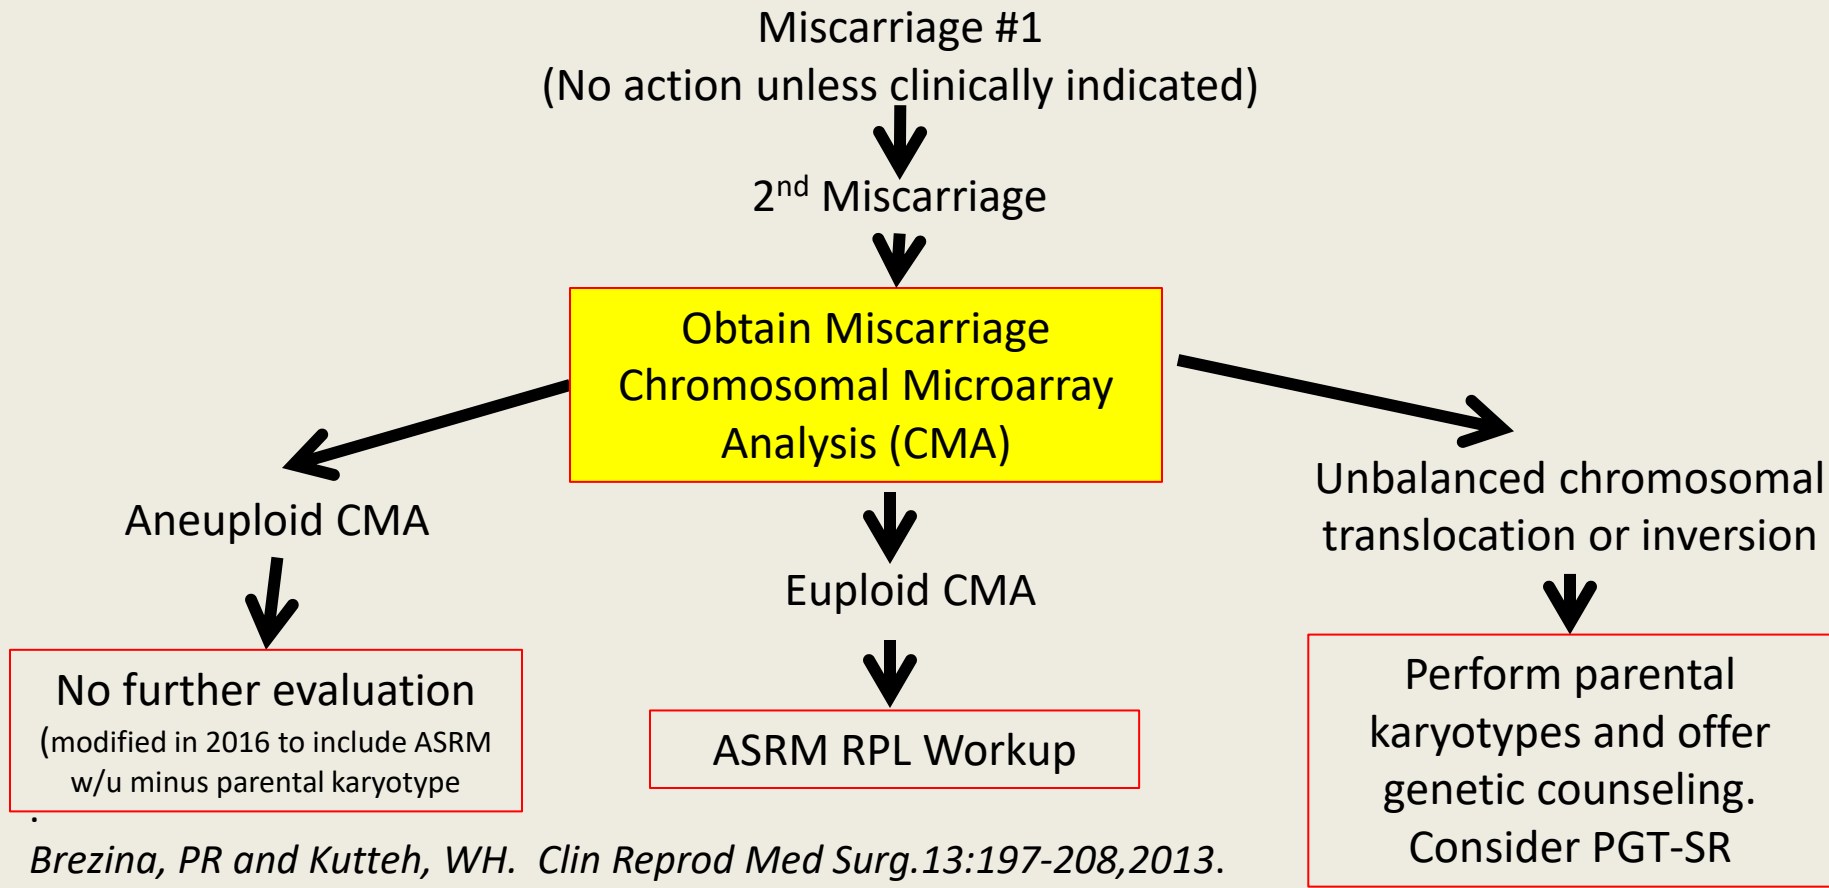 Miscarriage #1
(No action unless clinically indicated)
2nd Miscarriage
Obtain Miscarriage
Chromosomal Microarray
Analysis (CMA)
Aneuploid CMA
Euploid CMA
Unbalanced chromosomal
translocation or inversion
No further evaluation
(modified in 2016 to include ASRM
w/u minus parental karyotype
.
ASRM RPL Workup
Perform parental
karyotypes and offer
genetic counseling.
Consider PGT-SR
Brezina, PR and Kutteh, WH. Clin Reprod Med Surg.13:197-208,2013.